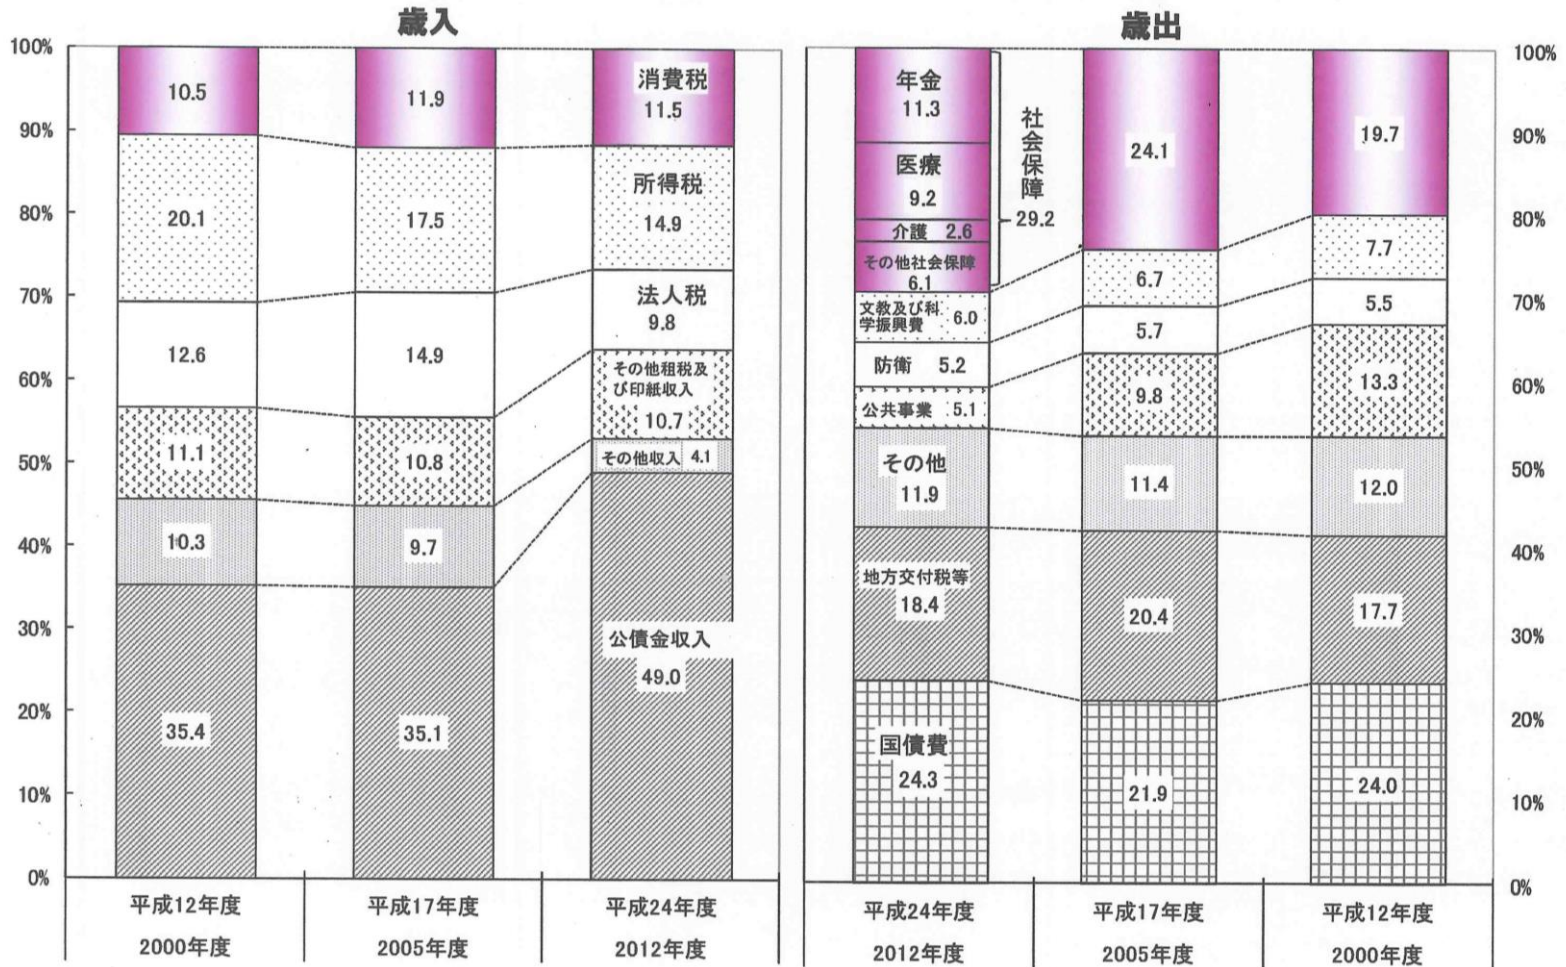 歳入
歳出
100%
90%
80%
70%
60%
50%
40%
30%
20%
10%
0%
10.5
20.1
12.6
11.1
10.3
35.4
11.9
17.5
14.9
10.8
9.7
35.1
消費税
11.5
所得税
14.9
法人税
9.8
その他租税及
び印紙収入
10.7
その他収入 4.1
公債金収入
49.0
平成12年度
2000年度
平成17年度
2005年度
平成24年度
2012年度
年金
11.3
医療
9.2
介護 2.6
その他社会保障
6.1
社会保障
29.2
文教及び科
学振興費 6.0
防衛 5.2
公共事業 5.1
その他
11.9
地方交付税等
18.4
国債費
24.3
24.1
6.7
5.7
9.8
11.4
20.4
21.9
19.7
7.7
5.5
13.3
12.0
17.7
24.0
100%
90%
80%
70%
60%
50%
40%
30%
20%
10%
0%
平成24年度
2012年度
平成17年度
2005年度
平成12年度
2000年度